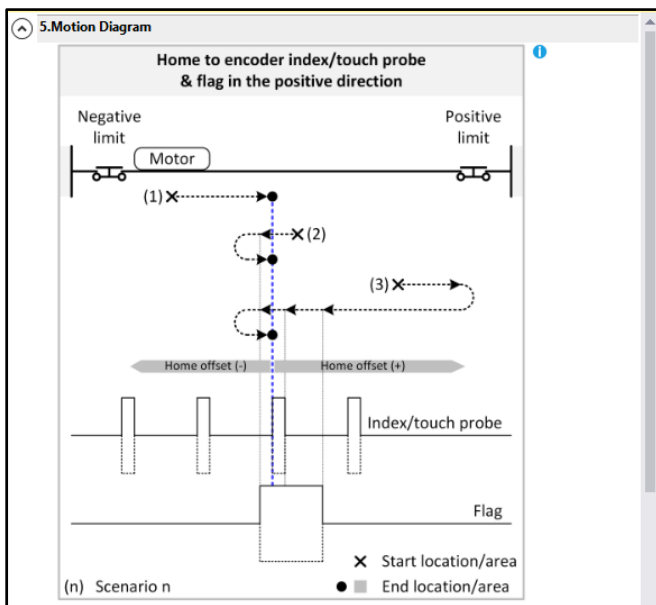 5.Motion Diagram
Home to encoder index/touch probe
& flag in the positive direction
Negative
limit
Positive
limit
Motor
(1)
(2)
(3)
Home offset (-)
Home offset (+)
Index/touch probe
Flag
Start location/area
(n) Scenario n
End location/area